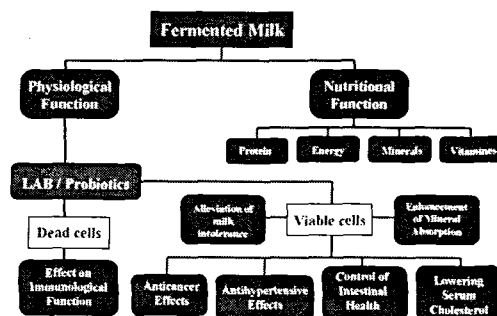 Fermented Milk
Physiological
Function
Nutritional
Function
Protein
Energy
Minerals
Vitamines
LAB / Probiotics
Dead cells
Effect on
Immunological
Function
Alleviation of
milk
intolerance
Viable cells
Enhancement
of Mineral
Absorption
Anticancer
Effects
Antihypertensive
Effects
Control of
Intestinal
Health
Lowering
Serum
Cholesterol